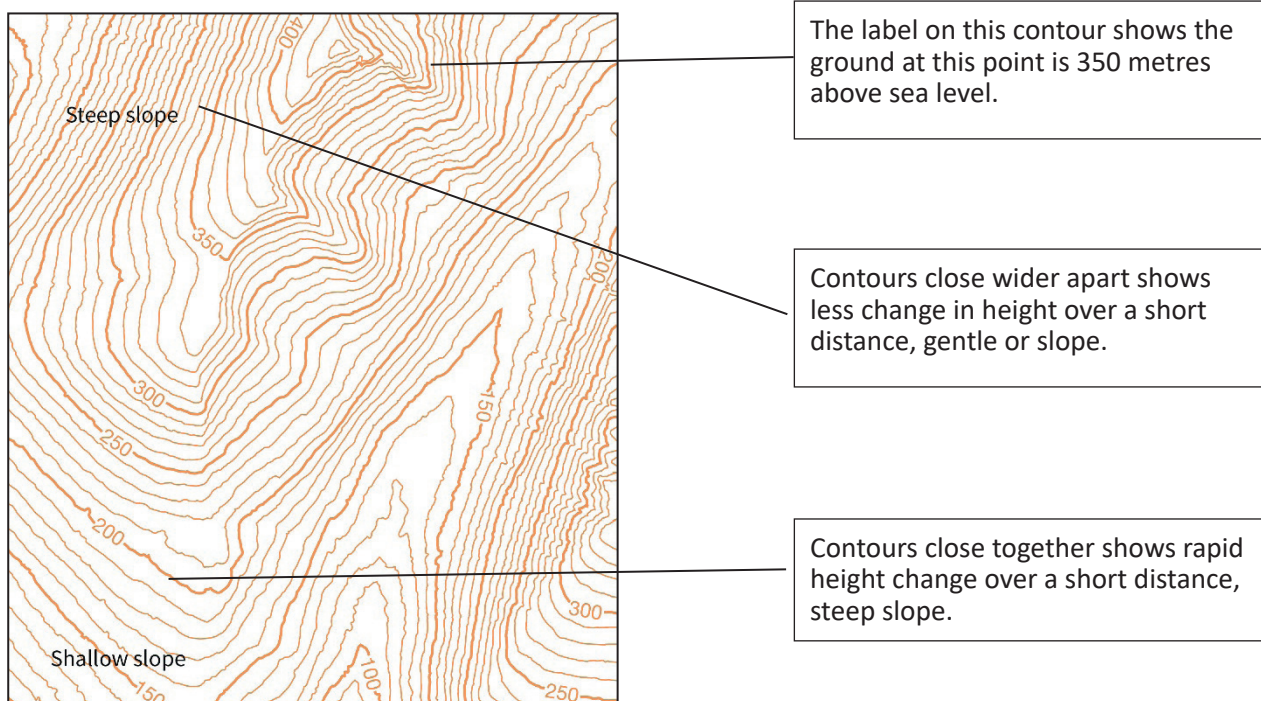 400
The label on this contour shows the
ground at this point is 350 metres
above sea level.
Steep slope
350
200
Contours close wider apart shows
less change in height over a short
distance, gentle or slope.
300
150
250
200
Contours close together shows rapid
height change over a short distance,
steep slope.
300
Shallow slope
100
150
250